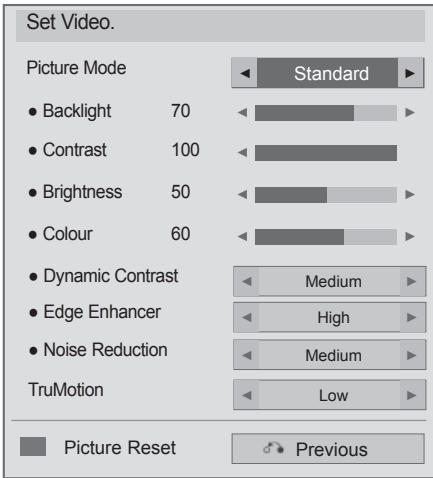 Set Video.
Picture Mode ◄ Standard ►
● Backlight 70 ◄ ►
● Contrast 100 ◄
● Brightness 50 ◄ ►
● Colour 60 ◄ ►
● Dynamic Contrast ◄ Medium ►
● Edge Enhancer ◄ High ►
● Noise Reduction ◄ Medium ►
TruMotion ◄ Low ►
Picture Reset Previous